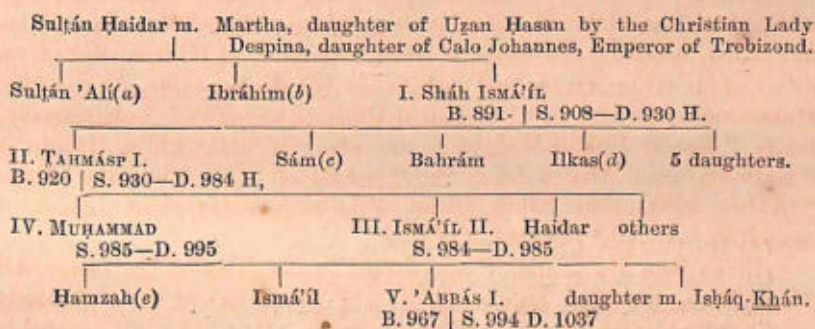 Sulṭán Ḥaidar m. Martha, daughter of Uzan Ḥasan by the Christian Lady
Despina, daughter of Calo Johannes, Emperor of Trebizond.
Sulṭán 'Alí(a) Ibráhím(b) I. Sháh ISMÁ'ÍL
B. 891- | S. 908—D. 930 H.
II. TAHMÁSP I. Sám(c) Bahrám Ilkas(d) 5 daughters.
B. 920 | S. 930—D. 984 H,
IV. MUḤAMMAD III. ISMÁ'ÍL II. Ḥaidar others
S. 985—D. 995 S. 984—D. 985
Ḥamzah(e) Ismá'íl V. 'ABBÁS I. daughter m. Isḥáq-Khán.
B. 967 | S. 994 D. 1037